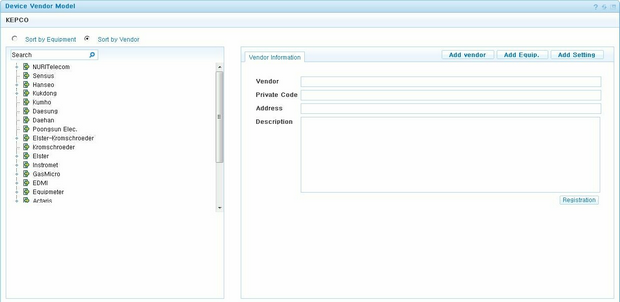 Device Vendor Model
KEPCO
Sort by Equipment Sort by Vendor
Search
NURITelecom
Sensus
Hanseo
Kukdong
Kumho
Daesung
Daehan
Poongsun Elec.
Elster-Kromschroeder
Kromschroeder
Elster
Instromet
GasMicro
EDMI
Equipmeter
Actaris
Vendor Information
Add vendor Add Equip. Add Setting
Vendor
Private Code
Address
Description
Registration